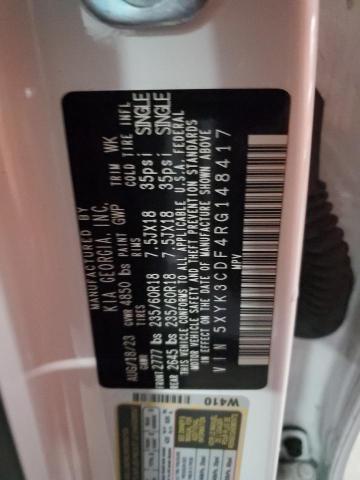 MANUFACTURED BY
KIA GEORGIA, INC.
AUG/18/23 GVWR 4850 lbs PAINT GWP TRIM WK
GAWR TIRES RIMS COLD TIRE INFL
FRONT 2777 lbs 235/60R18 7.5JX18 35psi SINGLE
REAR 2645 lbs 235/60R18 7.5JX18 35psi SINGLE
THIS VEHICLE CONFORMS TO ALL APPLICABLE U.S.A. FEDERAL
MOTOR VEHICLE SAFETY AND THEFT PREVENTION STANDARDS
IN EFFECT ON THE DATE OF MANUFACTURE SHOWN ABOVE.
VIN 5XYK3CDF4RG148417
MPV
W410